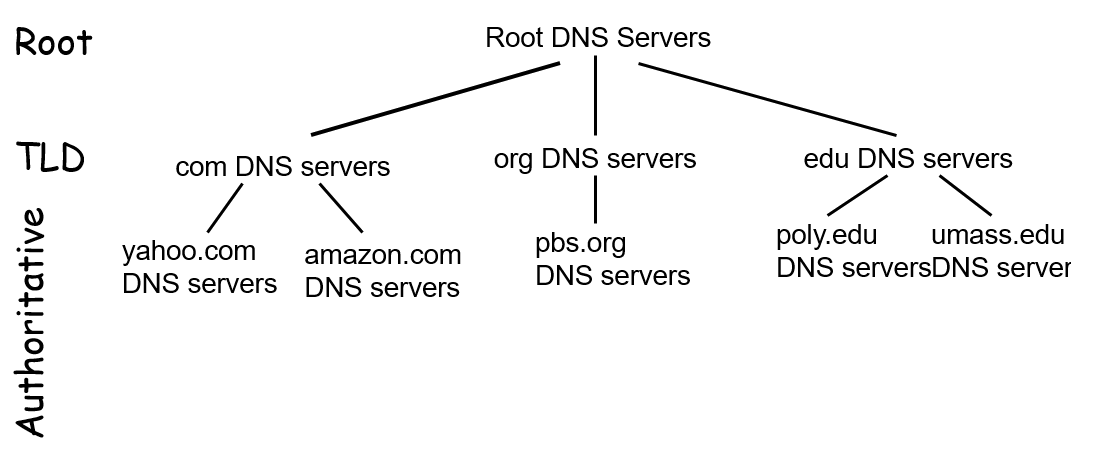 Root
Root DNS Servers
TLD
com DNS servers
org DNS servers
edu DNS servers
Authoritative
yahoo.com
DNS servers
amazon.com
DNS servers
pbs.org
DNS servers
poly.edu
DNS servers
umass.edu
DNS server